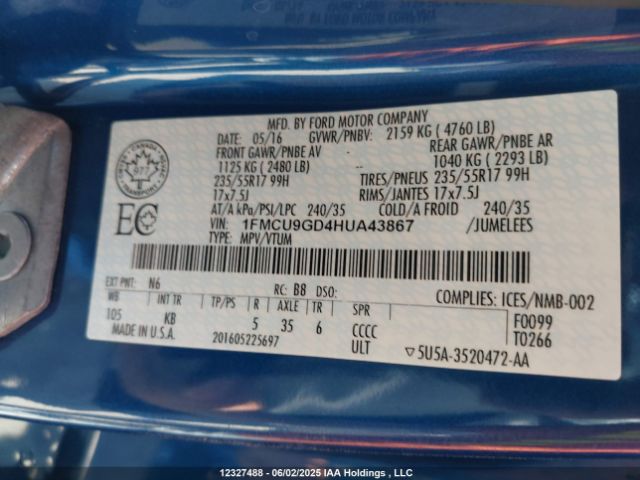 MFD. BY FORD MOTOR COMPANY
DATE: 05/16 GVWR/PNBV: 2159 KG ( 4760 LB)
FRONT GAWR/PNBE AV REAR GAWR/PNBE AR
1125 KG ( 2480 LB) 1040 KG ( 2293 LB)
235/55R17 99H TIRES/PNEUS 235/55R17 99H
17x7.5J RIMS/JANTES 17x7.5J
AT/A kPa/PSI/LPC 240/35 COLD/A FROID 240/35
VIN: 1FMCU9GD4HUA43867 /JUMELEES
TYPE: MPV/VTUM
EC
977
EXT PNT: N6 RC: B8 DSO: COMPLIES: ICES/NMB-002
WB INT TR TP/PS R AXLE TR SPR F0099
105 KB 5 35 6 CCCC T0266
MADE IN U.S.A. 201605225697 ULT ▽5U5A-3520472-AA
12327488 - 06/02/2025 IAA Holdings , LLC